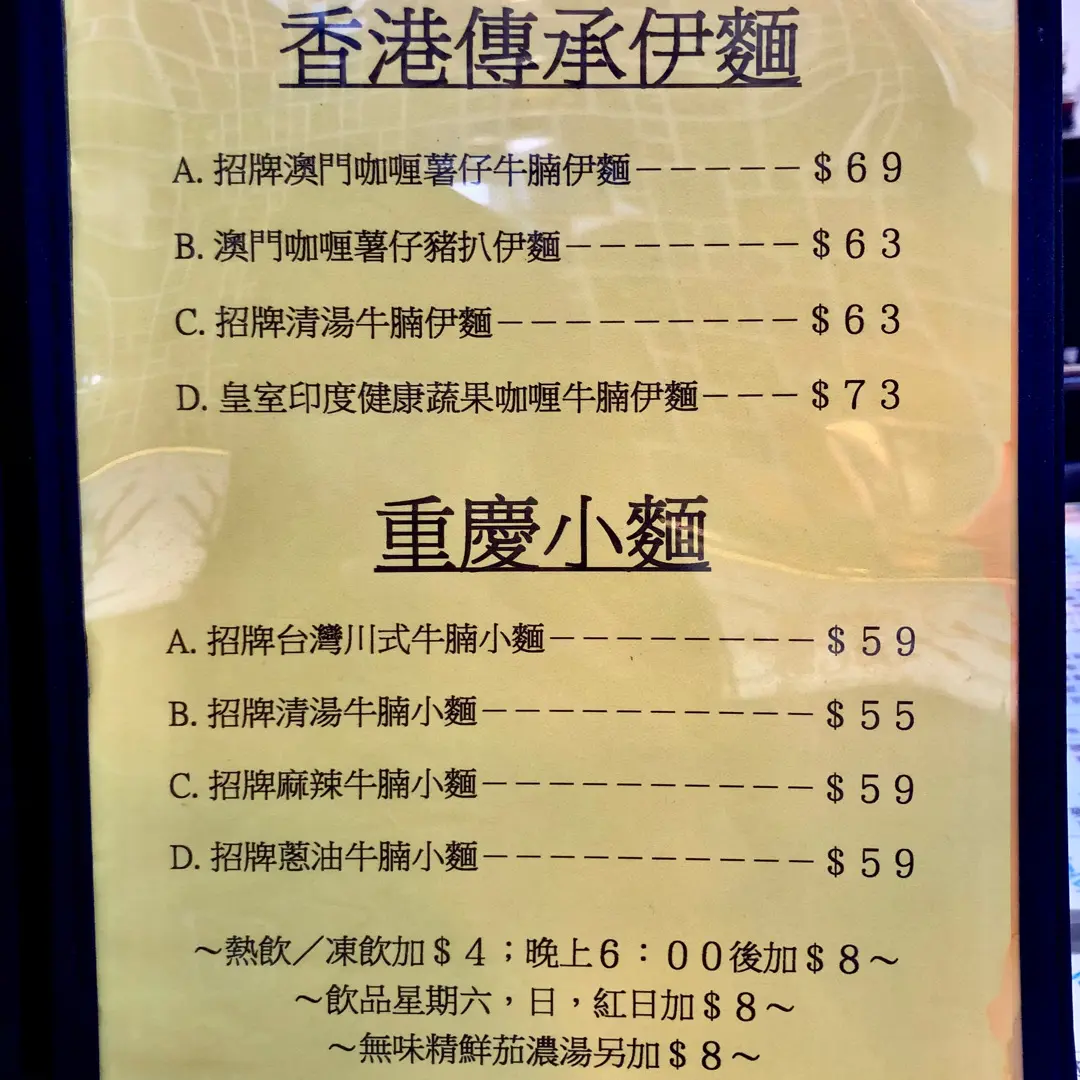 香港傳承伊麵
A. 招牌澳門咖喱薯仔牛腩伊麵－－－－－＄６９
B. 澳門咖喱薯仔豬扒伊麵－－－－－－－＄６３
C. 招牌清湯牛腩伊麵－－－－－－－－－＄６３
D. 皇室印度健康蔬果咖喱牛腩伊麵－－－＄７３
重慶小麵
A. 招牌台灣川式牛腩小麵－－－－－－－－＄５９
B. 招牌清湯牛腩小麵－－－－－－－－－－＄５５
C. 招牌麻辣牛腩小麵－－－－－－－－－－＄５９
D. 招牌蔥油牛腩小麵－－－－－－－－－－＄５９
～熱飲／凍飲加＄４；晚上６：００後加＄８～
～飲品星期六，日，紅日加＄８～
～無味精鮮茄濃湯另加＄８～